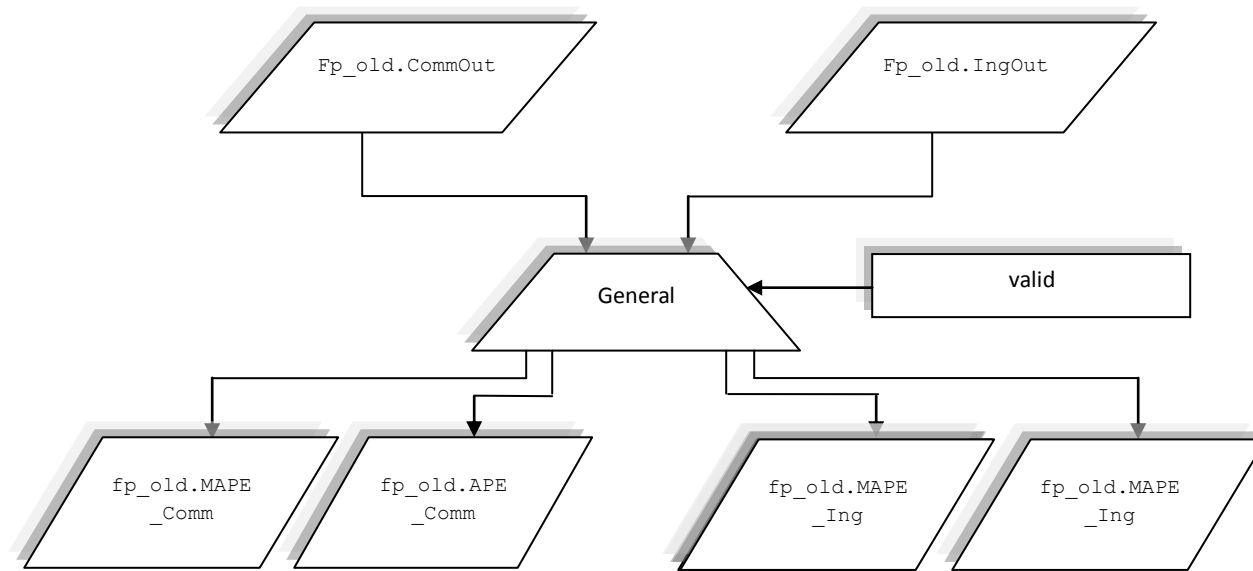 Fp_old.CommOut
Fp_old.IngOut
General
valid
fp_old.MAPE
_Comm
fp_old.APE
_Comm
fp_old.MAPE
_Ing
fp_old.MAPE
_Ing